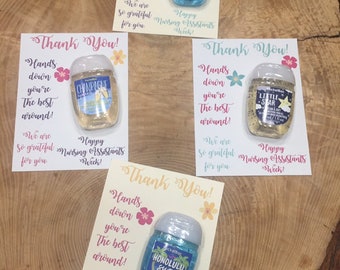 We are
so grateful
for you
Happy
Nursing Assistants
Week!
Thank You!
Hands
down
you're
The best
around!
We are
so grateful
for you
Happy
Nursing Assistants
Week!
Thank You!
Hands
down
you're
The best
around!
We are
so grateful
for you
Happy
Nursing Assistants
Week!
Thank You!
Hands
down
you're
The best
around!
HONOLULU